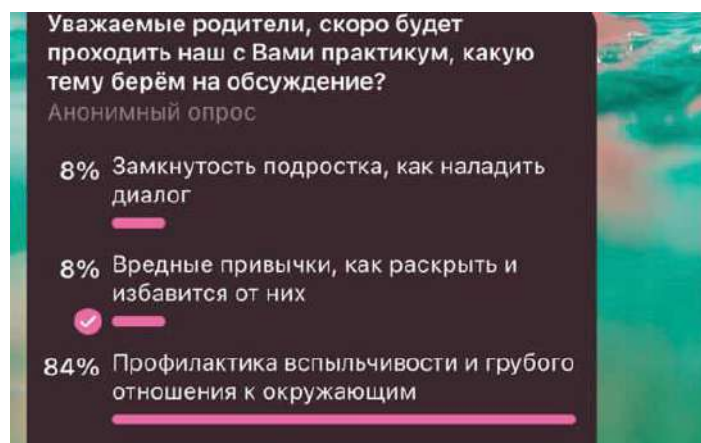 Уважаемые родители, скоро будет
проходить наш с Вами практикум, какую
тему берём на обсуждение?
Анонимный опрос
8% Замкнутость подростка, как наладить
диалог
8% Вредные привычки, как раскрыть и
избавится от них
84% Профилактика вспыльчивости и грубого
отношения к окружающим